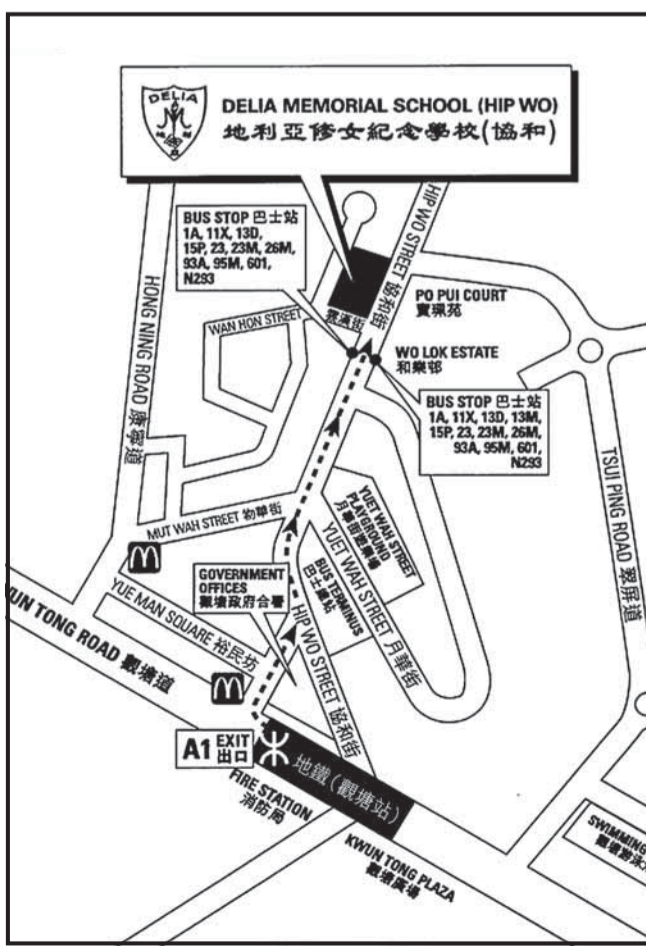 DELIA
DELIA MEMORIAL SCHOOL (HIP WO)
地利亞修女紀念學校(協和)
BUS STOP 巴士站
1A, 11X, 13D,
15P, 23, 23M, 26M,
93A, 95M, 601,
N293
HIP WO STREET 協和街
HONG NING ROAD 康寧道
WAN HON STREET
雲漢街
PO PUI COURT
寶珮苑
WO LOK ESTATE
和樂邨
BUS STOP 巴士站
1A, 11X, 13D, 13M,
15P, 23, 23M, 26M,
93A, 95M, 601,
N293
TSUI PING ROAD 翠屏道
MUT WAH STREET 物華街
YUET WAH STREET
PLAYGROUND
月華街遊樂場
YUET WAH STREET 月華街
BUS TERMINUS
巴士總站
GOVERNMENT
OFFICES
觀塘政府合署
YUE MAN SQUARE 裕民坊
HIP WO STREET 協和街
WUN TONG ROAD 觀塘道
A1 EXIT
出口
地鐵(觀塘站)
FIRE STATION
消防局
KWUN TONG PLAZA
觀塘廣場
SWIMMING
觀塘游泳